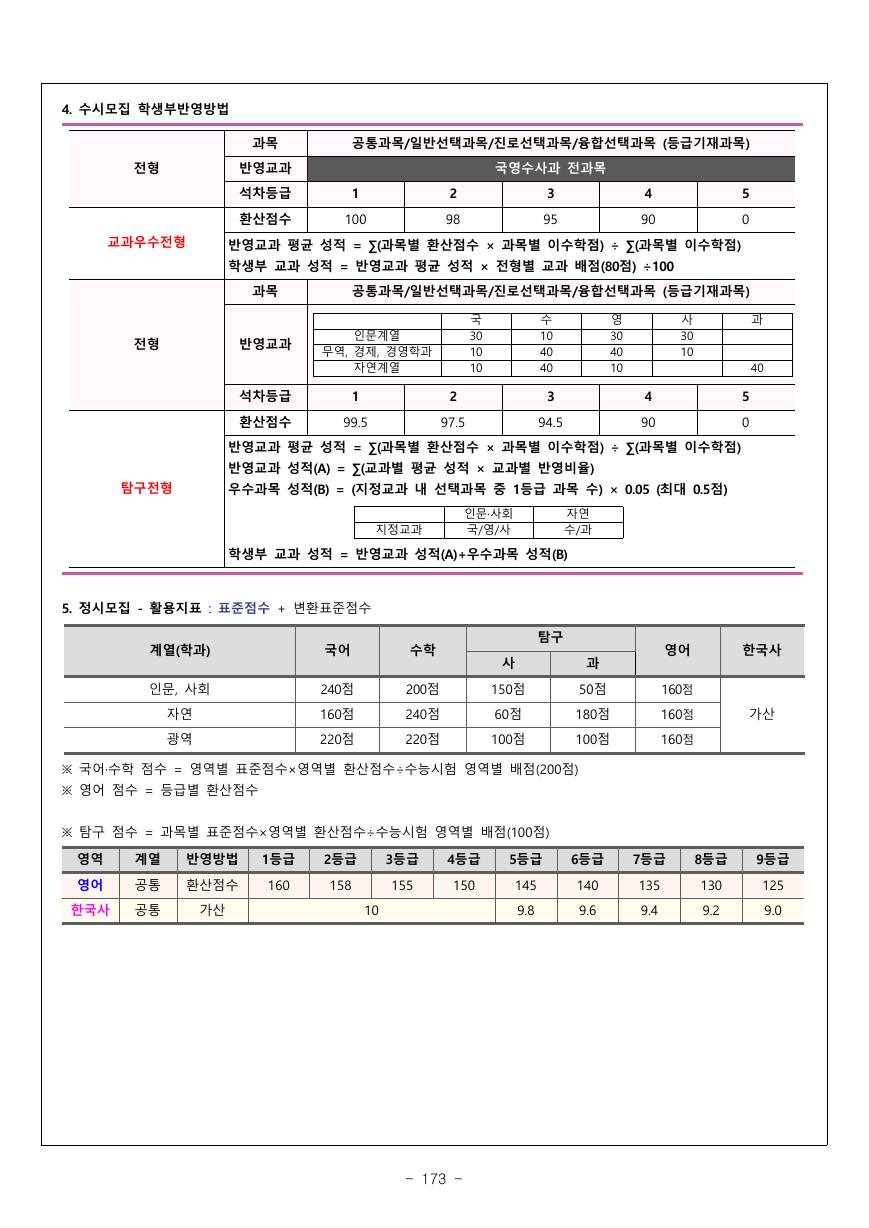 4. 수시모집 학생부반영방법
전형 과목 공통과목/일반선택과목/진로선택과목/융합선택과목 (등급기재과목)
반영교과 국영수사과 전과목
석차등급 1 2 3 4 5
교과우수전형 환산점수 100 98 95 90 0
반영교과 평균 성적 = ∑(과목별 환산점수 × 과목별 이수학점) ÷ ∑(과목별 이수학점)
학생부 교과 성적 = 반영교과 평균 성적 × 전형별 교과 배점(80점) ÷100
전형 과목 공통과목/일반선택과목/진로선택과목/융합선택과목 (등급기재과목)
반영교과 국 수 영 사 과
인문계열 30 10 30 30
무역, 경제, 경영학과 10 40 40 10
자연계열 10 40 10 40
석차등급 1 2 3 4 5
탐구전형 환산점수 99.5 97.5 94.5 90 0
반영교과 평균 성적 = ∑(과목별 환산점수 × 과목별 이수학점) ÷ ∑(과목별 이수학점)
반영교과 성적(A) = ∑(교과별 평균 성적 × 교과별 반영비율)
우수과목 성적(B) = (지정교과 내 선택과목 중 1등급 과목 수) × 0.05 (최대 0.5점)
인문·사회 자연
지정교과 국/영/사 수/과
학생부 교과 성적 = 반영교과 성적(A)+우수과목 성적(B)
5. 정시모집 - 활용지표 : 표준점수 + 변환표준점수
계열(학과) 국어 수학 탐구 영어 한국사
사 과
인문, 사회 240점 200점 150점 50점 160점 가산
자연 160점 240점 60점 180점 160점
광역 220점 220점 100점 100점 160점
※ 국어·수학 점수 = 영역별 표준점수×영역별 환산점수÷수능시험 영역별 배점(200점)
※ 영어 점수 = 등급별 환산점수
※ 탐구 점수 = 과목별 표준점수×영역별 환산점수÷수능시험 영역별 배점(100점)
영역 계열 반영방법 1등급 2등급 3등급 4등급 5등급 6등급 7등급 8등급 9등급
영어 공통 환산점수 160 158 155 150 145 140 135 130 125
한국사 공통 가산 10 9.8 9.6 9.4 9.2 9.0
- 173 -